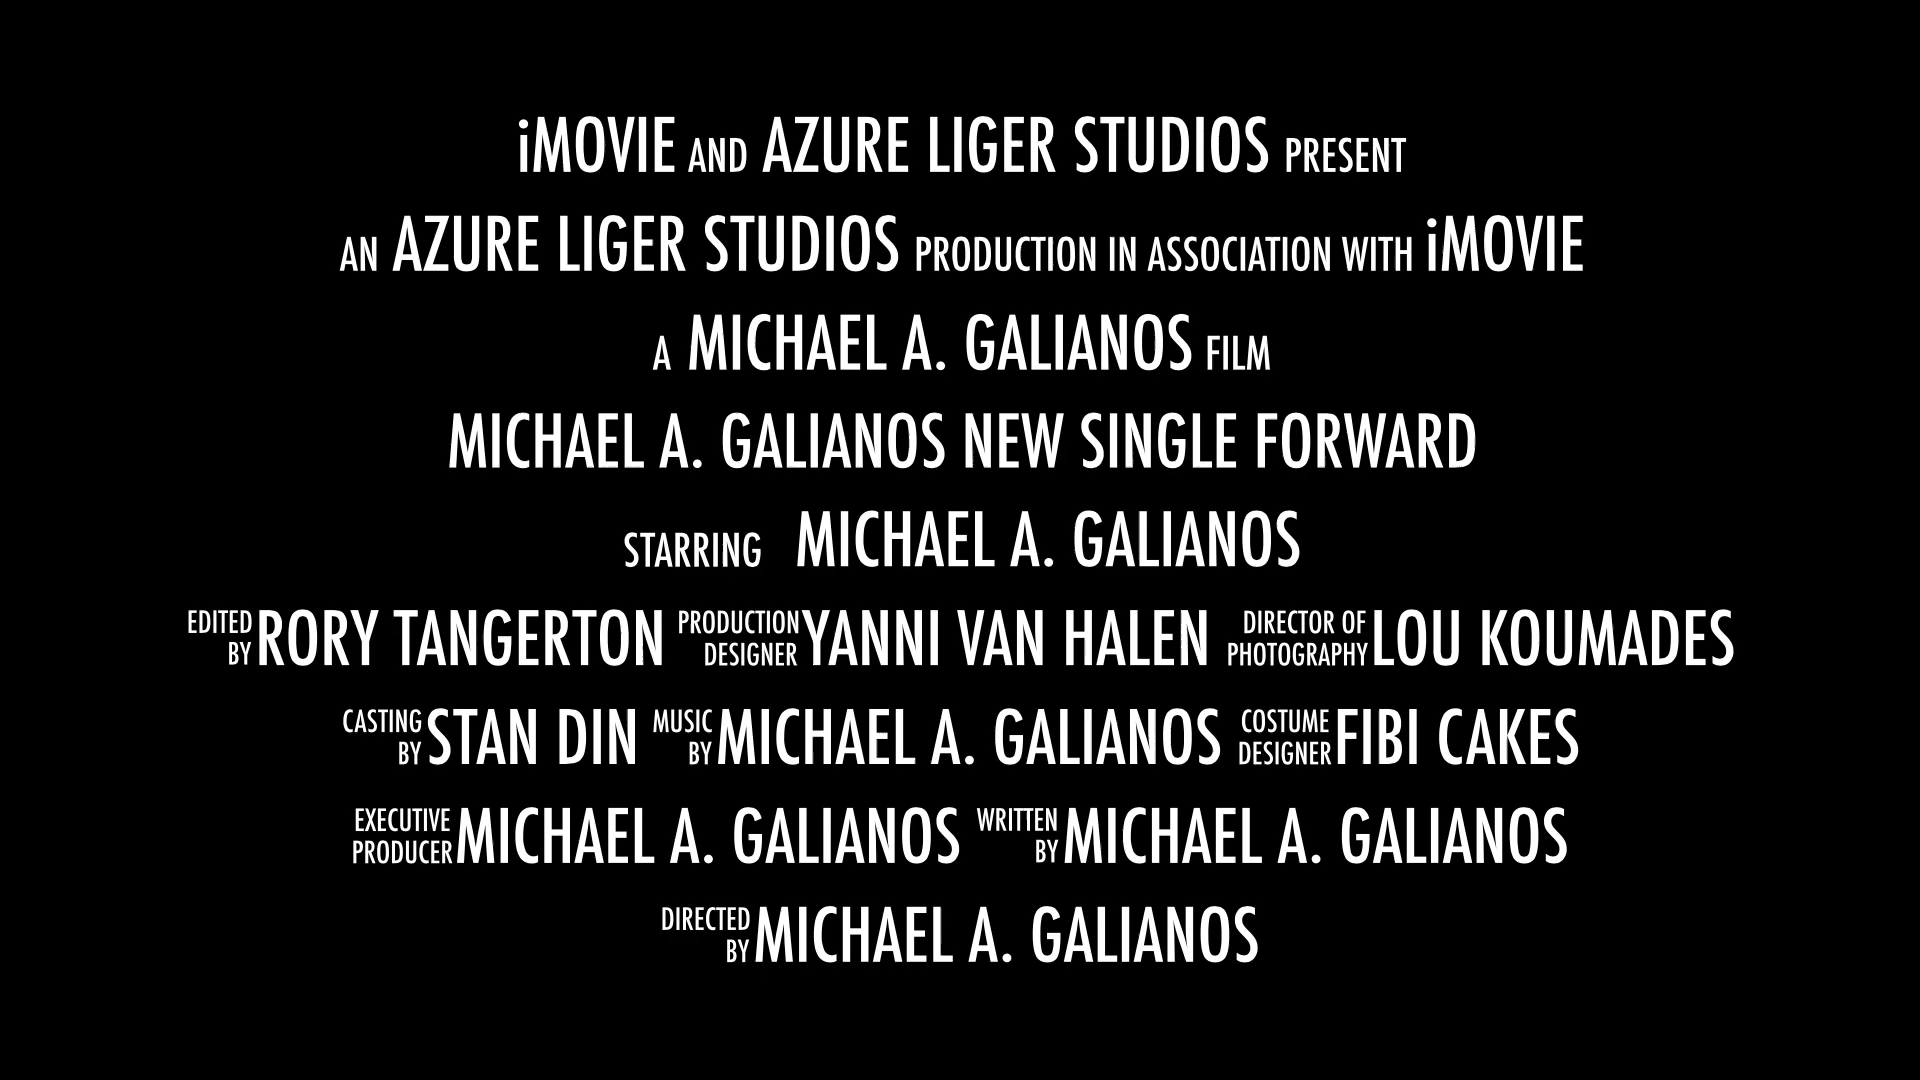 iMOVIE AND AZURE LIGER STUDIOS PRESENT
AN AZURE LIGER STUDIOS PRODUCTION IN ASSOCIATION WITH iMOVIE
A MICHAEL A. GALIANOS FILM
MICHAEL A. GALIANOS NEW SINGLE FORWARD
STARRING MICHAEL A. GALIANOS
EDITED BY RORY TANGERTON PRODUCTION DESIGNER YANNI VAN HALEN DIRECTOR OF PHOTOGRAPHY LOU KOUMADES
CASTING BY STAN DIN MUSIC BY MICHAEL A. GALIANOS COSTUME DESIGNER FIBI CAKES
EXECUTIVE PRODUCER MICHAEL A. GALIANOS WRITTEN BY MICHAEL A. GALIANOS
DIRECTED BY MICHAEL A. GALIANOS